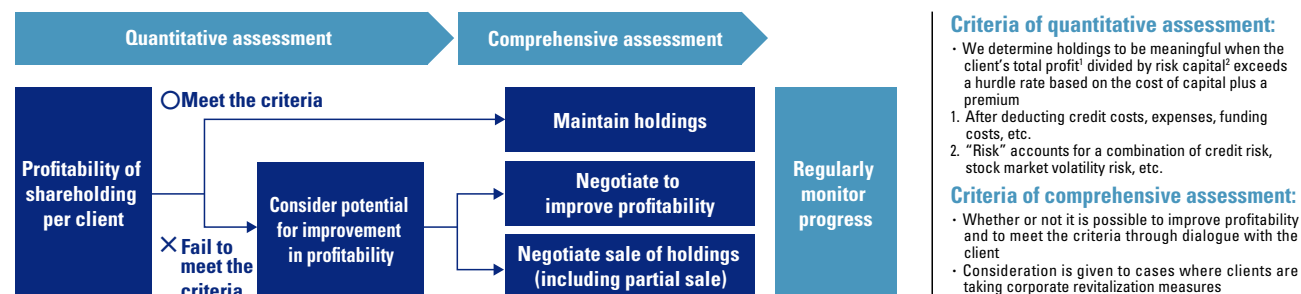 Quantitative assessment
Comprehensive assessment
Profitability of
shareholding
per client
○Meet the criteria
× Fail to
meet the
criteria
Consider potential
for improvement
in profitability
Maintain holdings
Negotiate to
improve profitability
Negotiate sale of holdings
(including partial sale)
Regularly
monitor
progress
Criteria of quantitative assessment:
・We determine holdings to be meaningful when the
client's total profit¹ divided by risk capital² exceeds
a hurdle rate based on the cost of capital plus a
premium
1. After deducting credit costs, expenses, funding
costs, etc.
2. “Risk” accounts for a combination of credit risk,
stock market volatility risk, etc.
Criteria of comprehensive assessment:
・Whether or not it is possible to improve profitability
and to meet the criteria through dialogue with the
client
・Consideration is given to cases where clients are
taking corporate revitalization measures